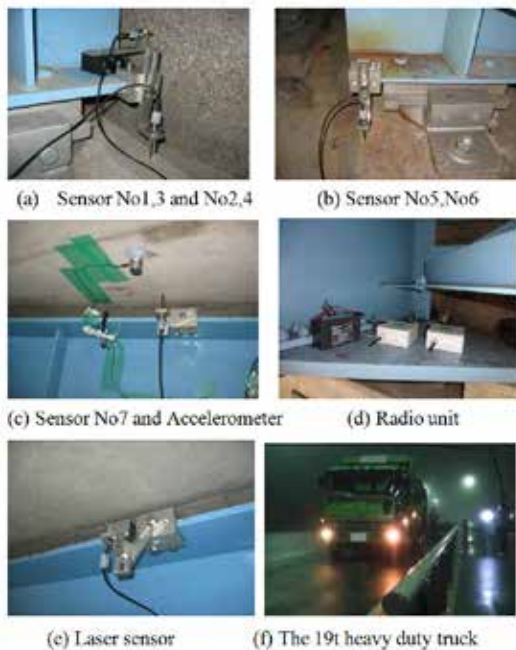 (a) Sensor No1,3 and No2,4
(b) Sensor No5,No6
(c) Sensor No7 and Accelerometer
(d) Radio unit
(e) Laser sensor
(f) The 19t heavy duty truck